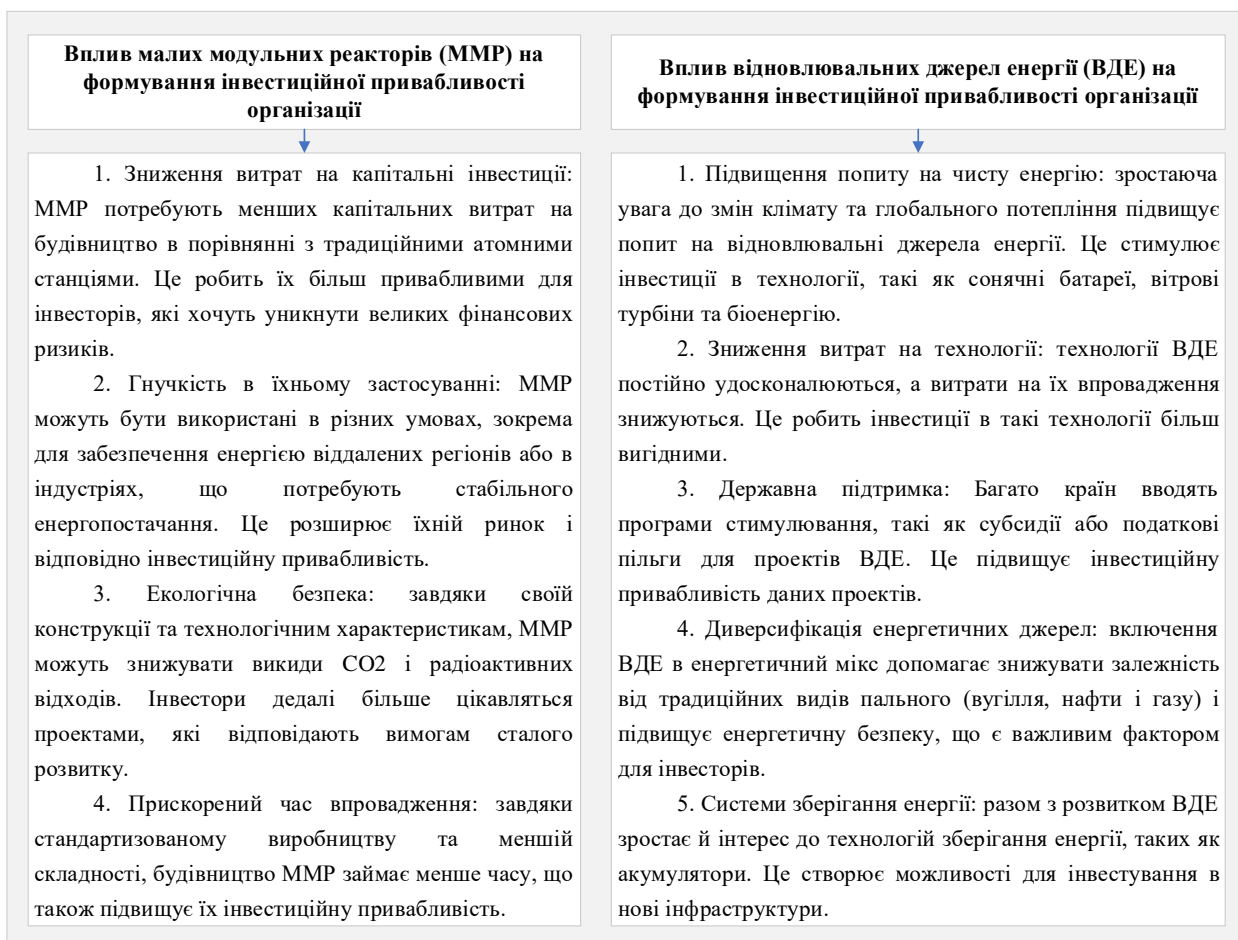 Вплив малих модульних реакторів (ММР) на
формування інвестиційної привабливості
організації
1. Зниження витрат на капітальні інвестиції:
ММР потребують менших капітальних витрат на
будівництво в порівнянні з традиційними атомними
станціями. Це робить їх більш привабливими для
інвесторів, які хочуть уникнути великих фінансових
ризиків.
2. Гнучкість в їхньому застосуванні: ММР
можуть бути використані в різних умовах, зокрема
для забезпечення енергією віддалених регіонів або в
індустріях, що потребують стабільного
енергопостачання. Це розширює їхній ринок і
відповідно інвестиційну привабливість.
3. Екологічна безпека: завдяки своїй
конструкції та технологічним характеристикам, ММР
можуть знижувати викиди CO2 і радіоактивних
відходів. Інвестори дедалі більше цікавляться
проектами, які відповідають вимогам сталого
розвитку.
4. Прискорений час впровадження: завдяки
стандартизованому виробництву та меншій
складності, будівництво ММР займає менше часу, що
також підвищує їх інвестиційну привабливість.
Вплив відновлювальних джерел енергії (ВДЕ) на
формування інвестиційної привабливості організації
1. Підвищення попиту на чисту енергію: зростаюча
увага до змін клімату та глобального потепління підвищує
попит на відновлювальні джерела енергії. Це стимулює
інвестиції в технології, такі як сонячні батареї, вітрові
турбіни та біоенергію.
2. Зниження витрат на технології: технології ВДЕ
постійно удосконалюються, а витрати на їх впровадження
знижуються. Це робить інвестиції в такі технології більш
вигідними.
3. Державна підтримка: Багато країн вводять
програми стимулювання, такі як субсидії або податкові
пільги для проектів ВДЕ. Це підвищує інвестиційну
привабливість даних проектів.
4. Диверсифікація енергетичних джерел: включення
ВДЕ в енергетичний мікс допомагає знижувати залежність
від традиційних видів пального (вугілля, нафти і газу) і
підвищує енергетичну безпеку, що є важливим фактором
для інвесторів.
5. Системи зберігання енергії: разом з розвитком ВДЕ
зростає й інтерес до технологій зберігання енергії, таких як
акумулятори. Це створює можливості для інвестування в
нові інфраструктури.